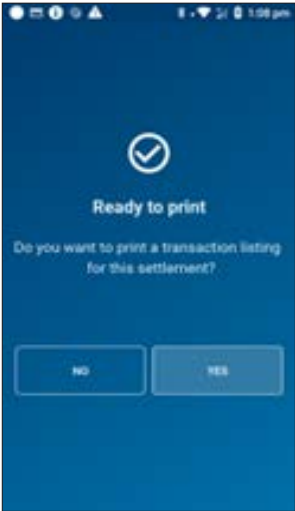 1:08 pm
Ready to print
Do you want to print a transaction listing
for this settlement?
NO
YES